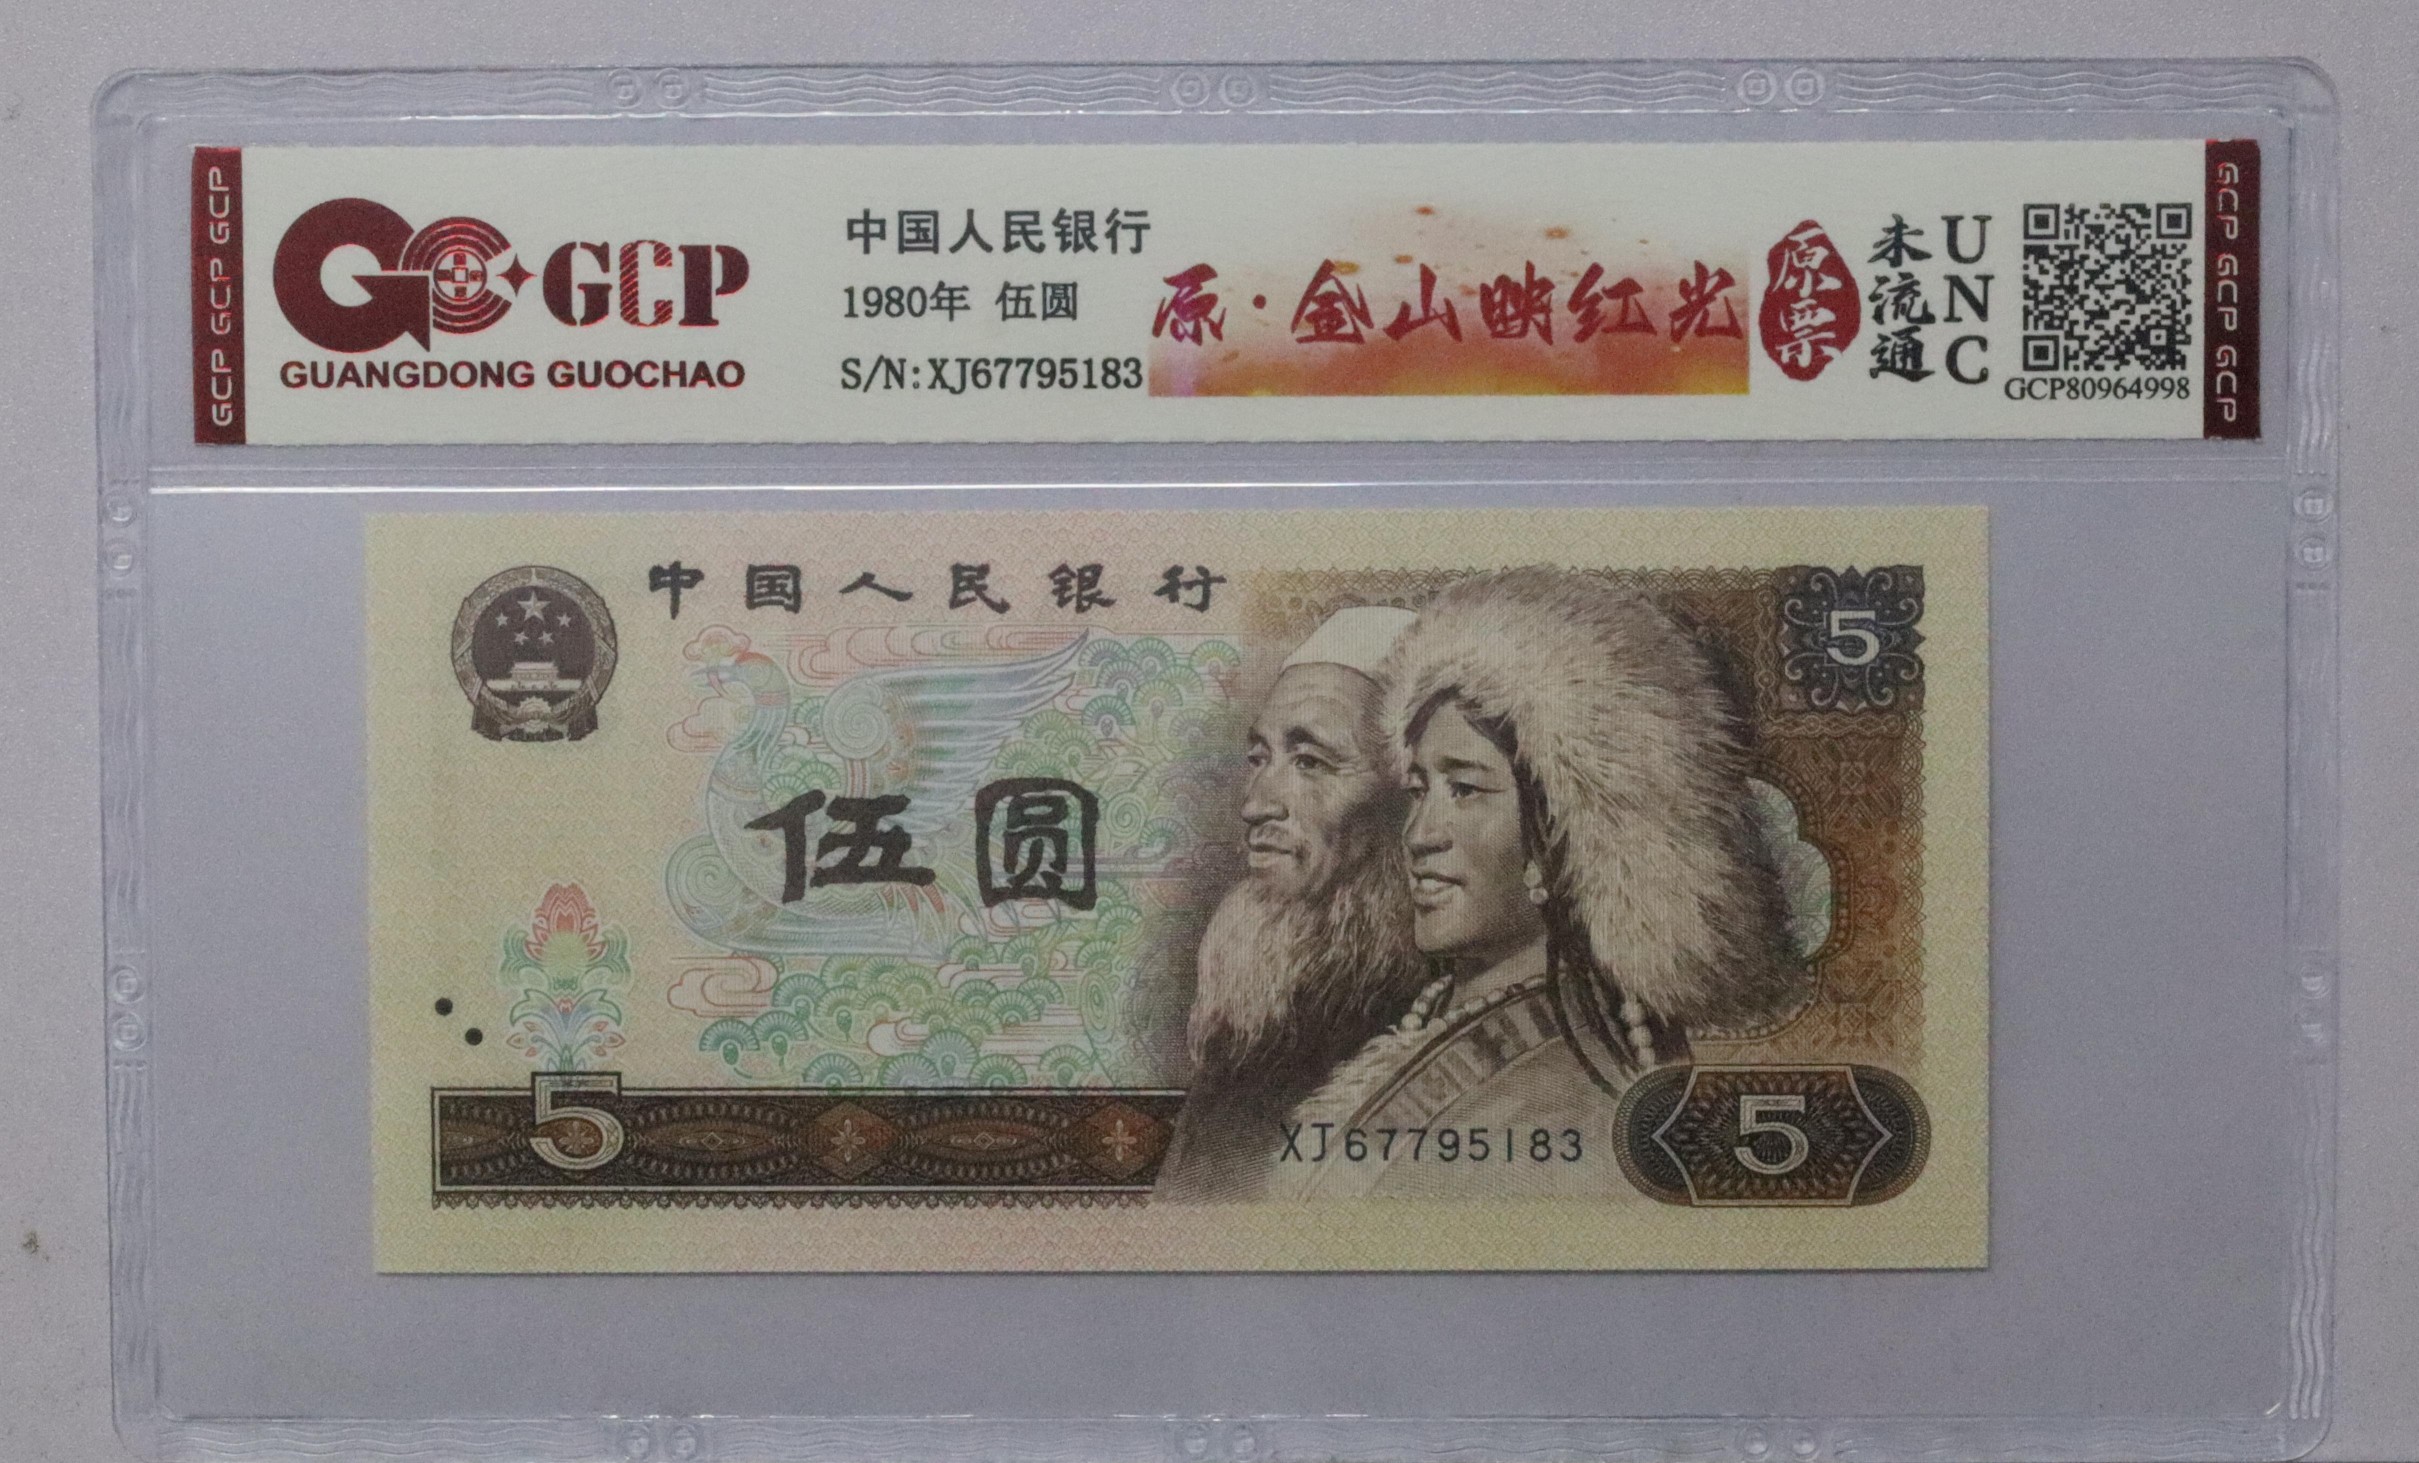 GCP GCP GCP
GCP
GUANGDONG GUOCHAO
中国人民银行
1980年 伍圆
S/N:XJ67795183
原·金山映红光
原票
未流通
UNC
GCP80964998
GCP GCP GCP
中国人民银行
5
伍圆
5
XJ67795183
5